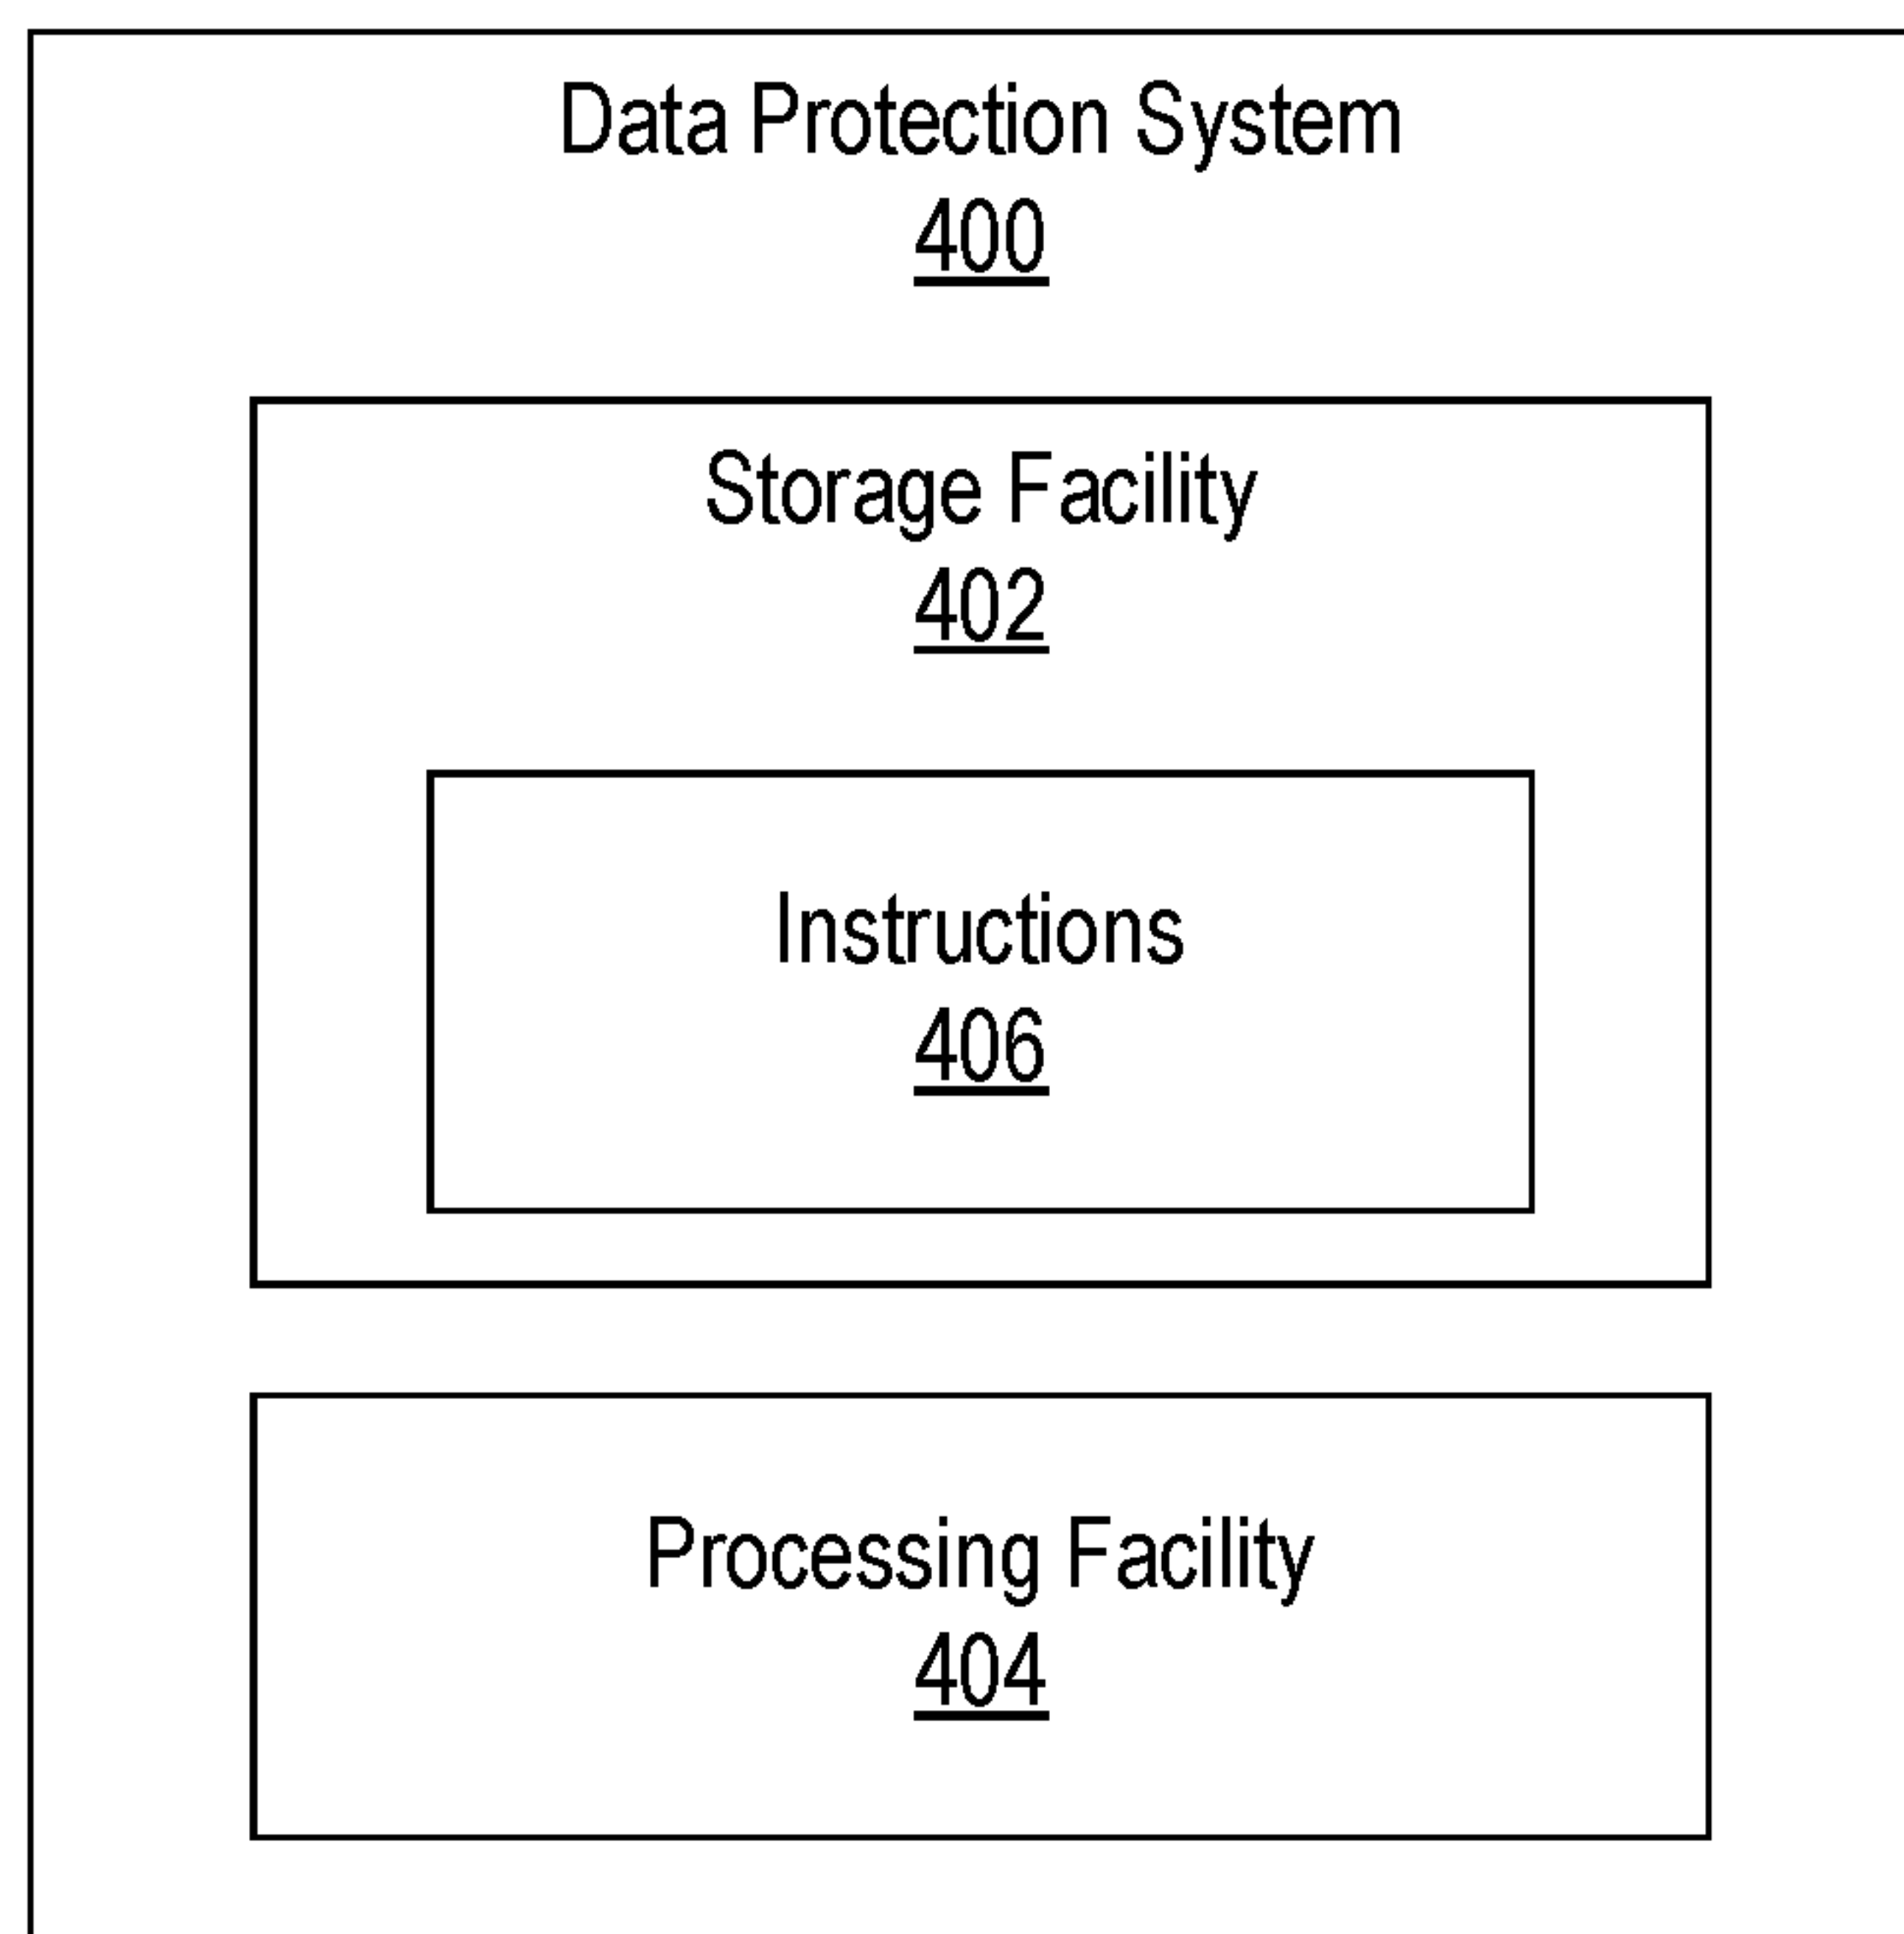 Data Protection System
400
Storage Facility
402
Instructions
406
Processing Facility
404